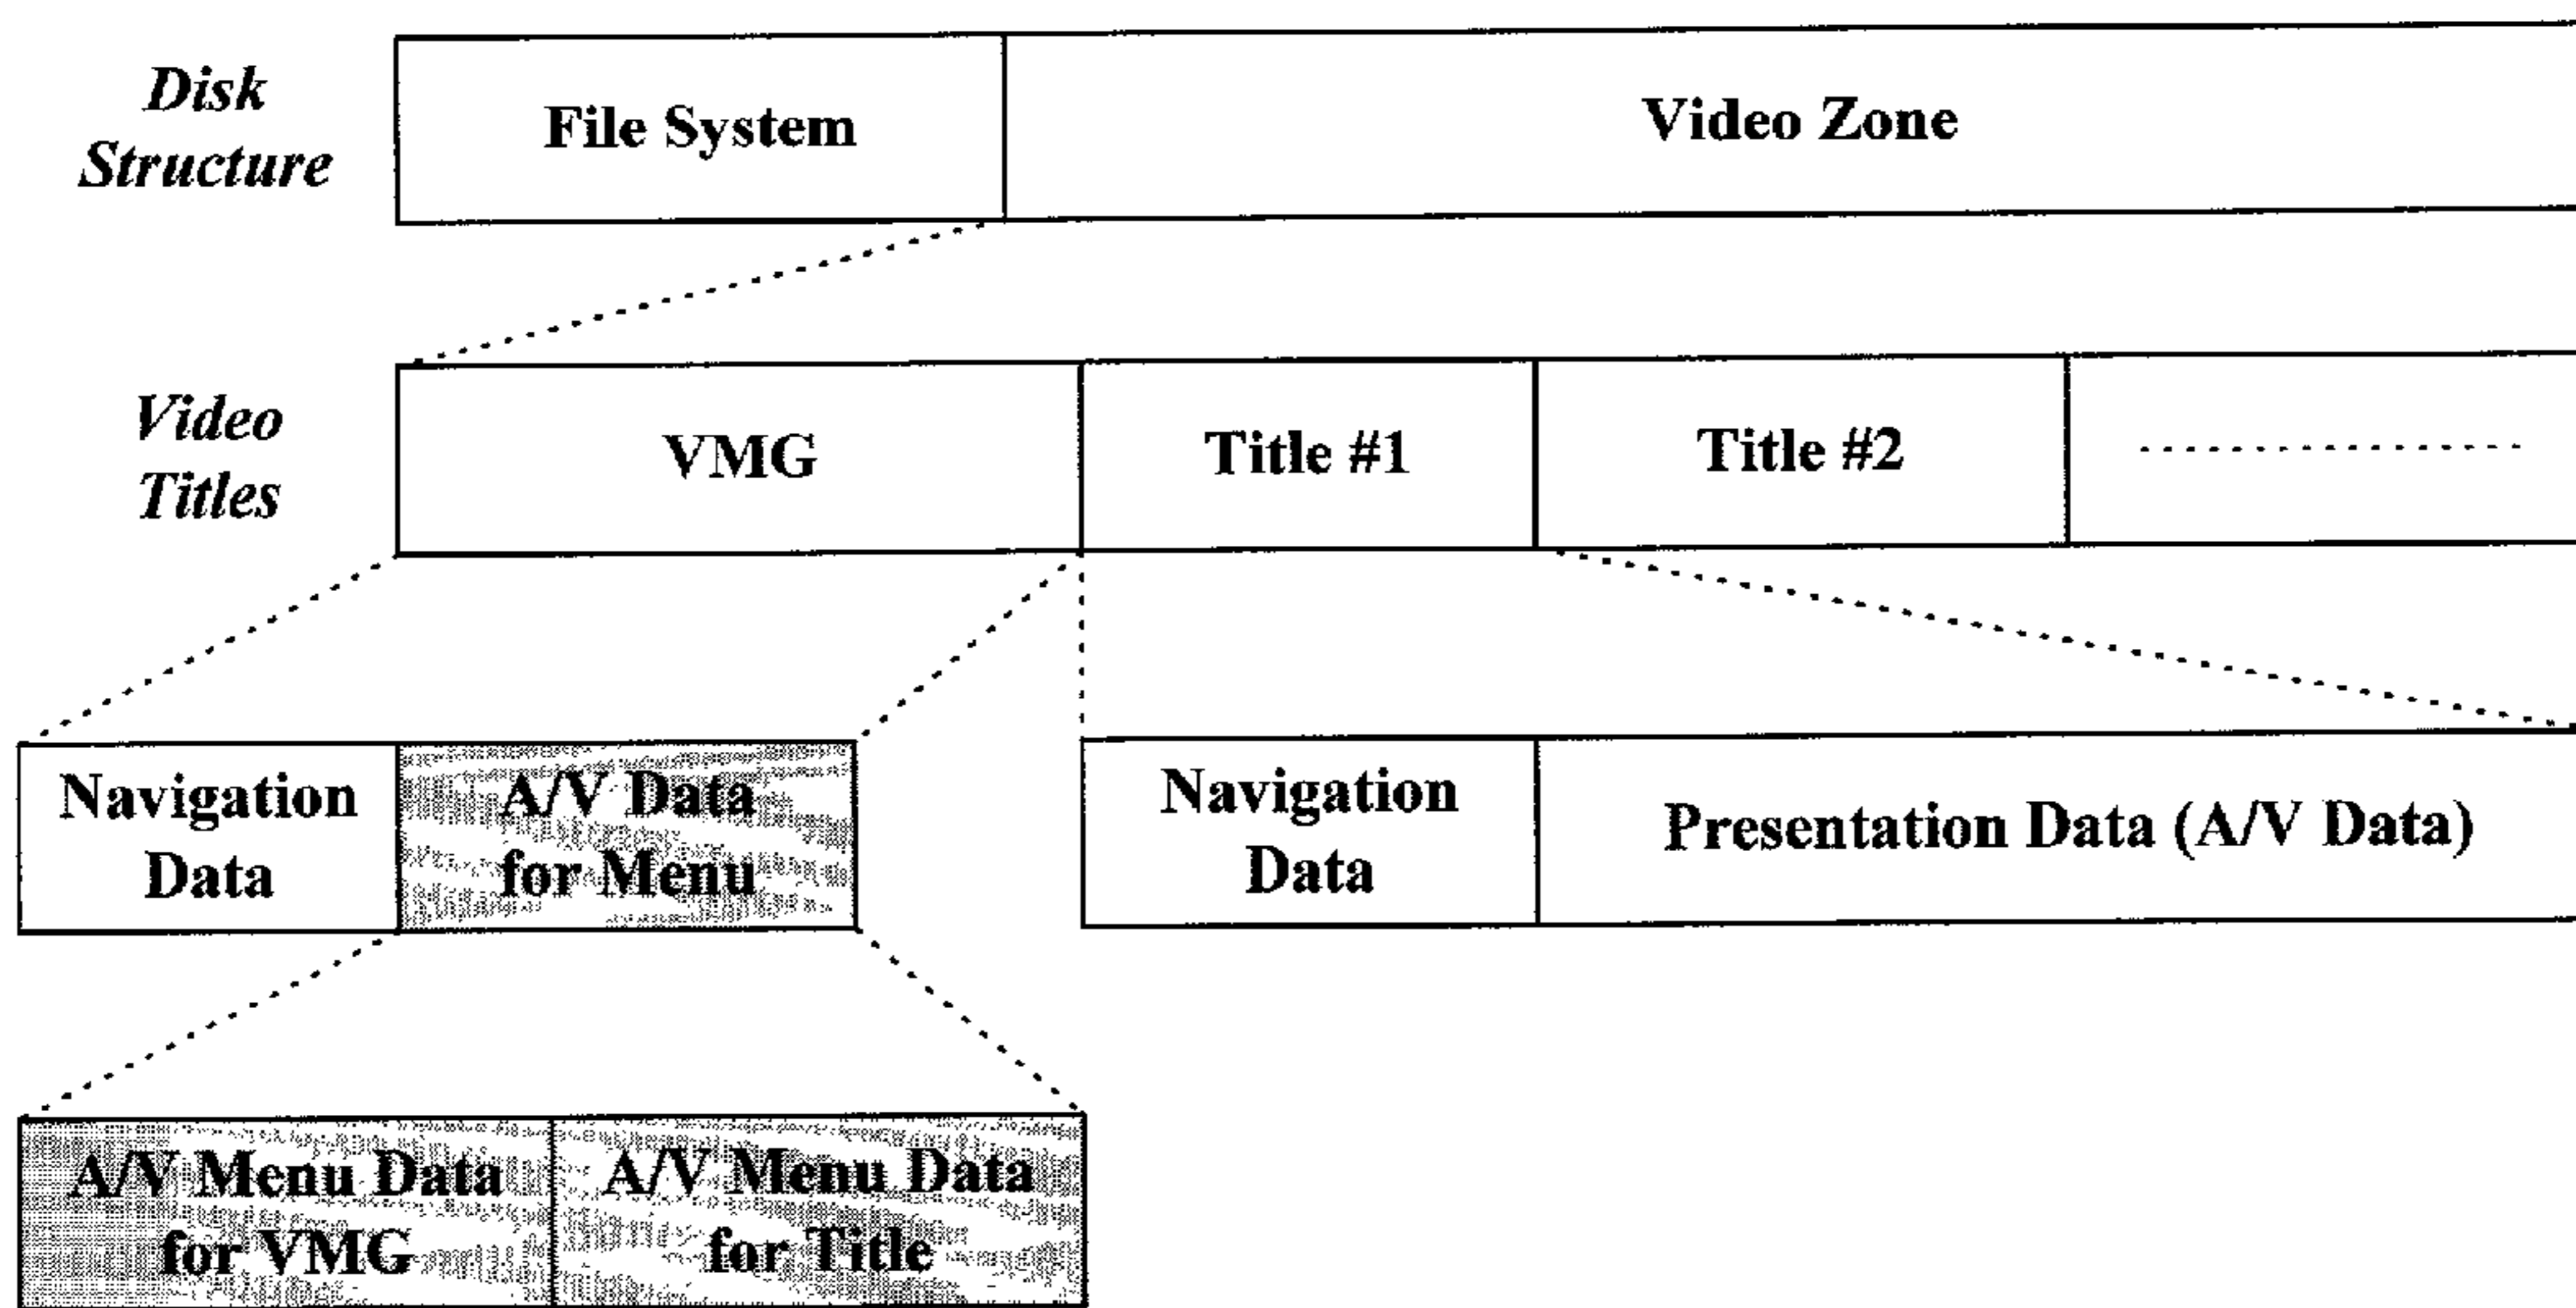 Disk
Structure
File System
Video Zone
Video
Titles
VMG
Title #1
Title #2
Navigation
Data
A/V Data
for Menu
Navigation
Data
Presentation Data (A/V Data)
A/V Menu Data
for VMG
A/V Menu Data
for Title